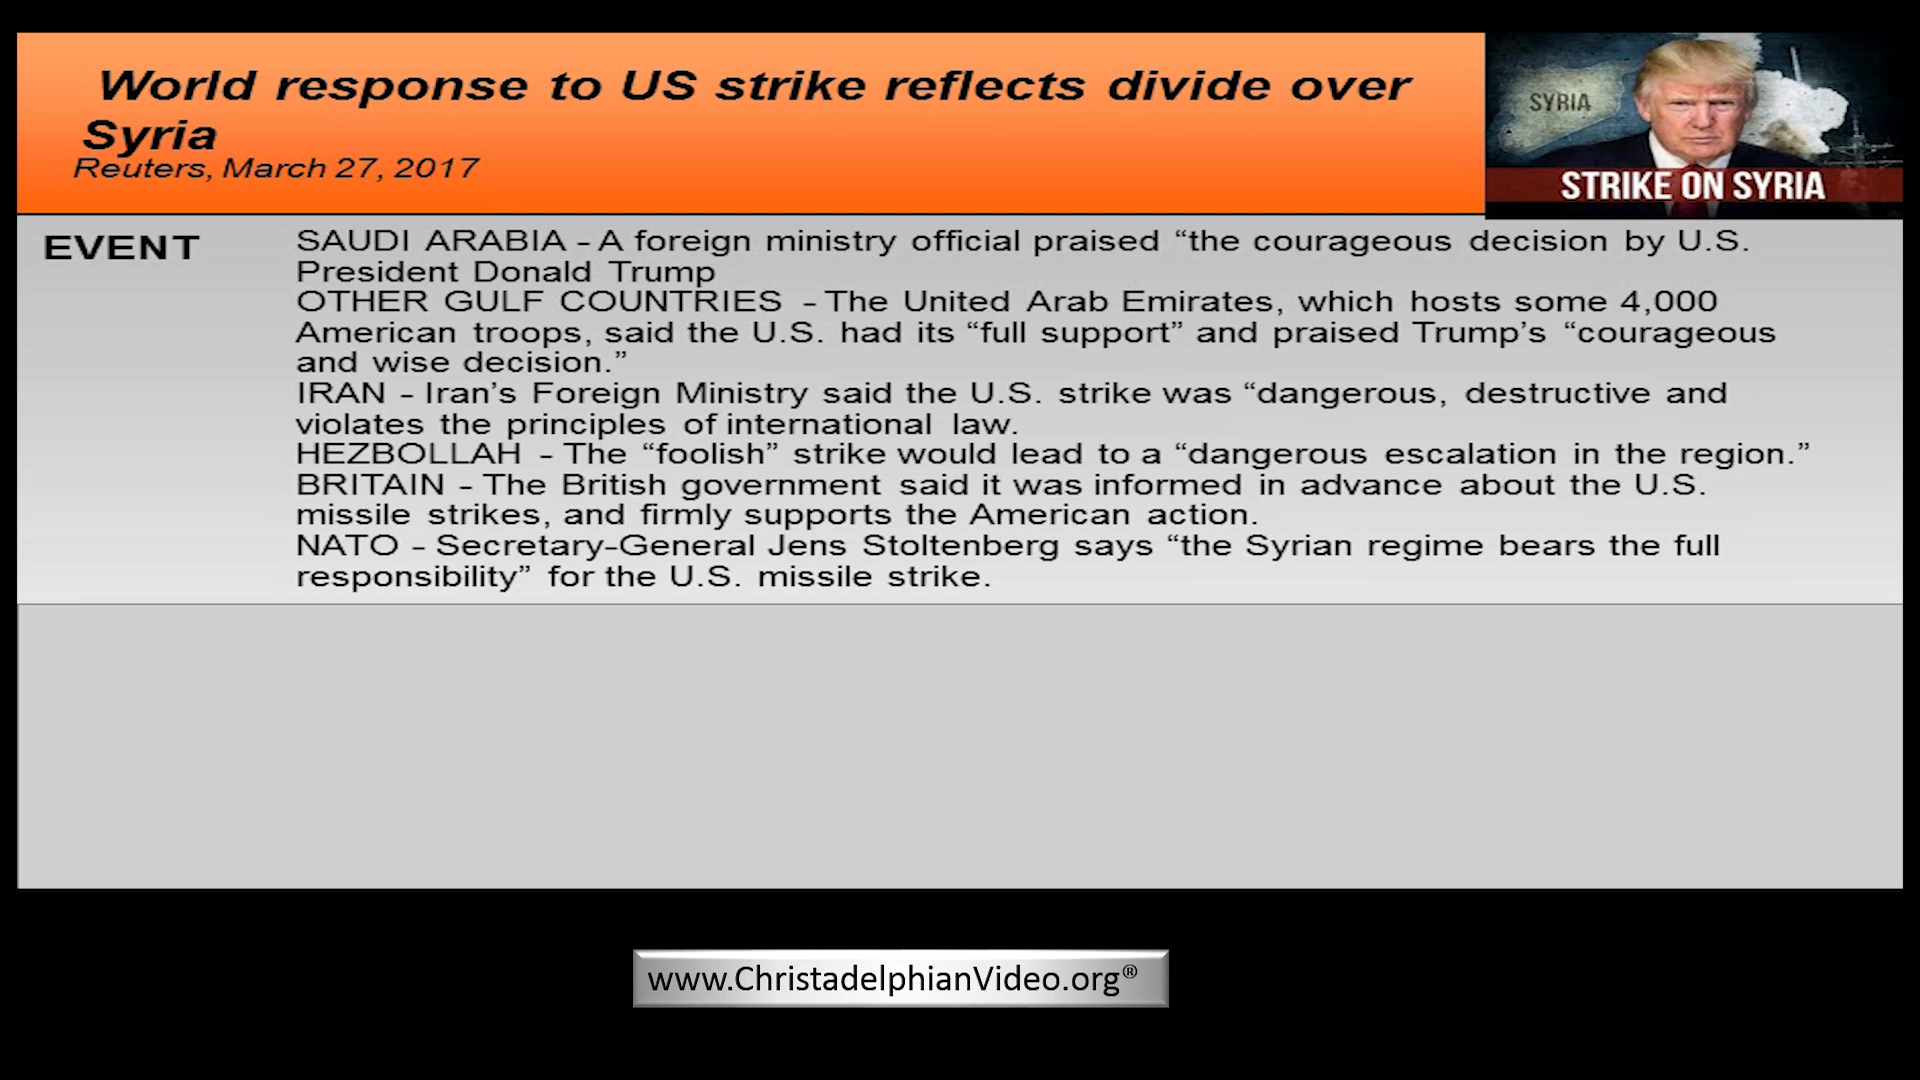 World response to US strike reflects divide over
Syria
Reuters, March 27, 2017
SYRIA
STRIKE ON SYRIA
EVENT
SAUDI ARABIA - A foreign ministry official praised “the courageous decision by U.S.
President Donald Trump
OTHER GULF COUNTRIES - The United Arab Emirates, which hosts some 4,000
American troops, said the U.S. had its “full support” and praised Trump’s “courageous
and wise decision.”
IRAN - Iran’s Foreign Ministry said the U.S. strike was “dangerous, destructive and
violates the principles of international law.
HEZBOLLAH - The “foolish” strike would lead to a “dangerous escalation in the region.”
BRITAIN - The British government said it was informed in advance about the U.S.
missile strikes, and firmly supports the American action.
NATO - Secretary-General Jens Stoltenberg says “the Syrian regime bears the full
responsibility” for the U.S. missile strike.
www.ChristadelphianVideo.org®